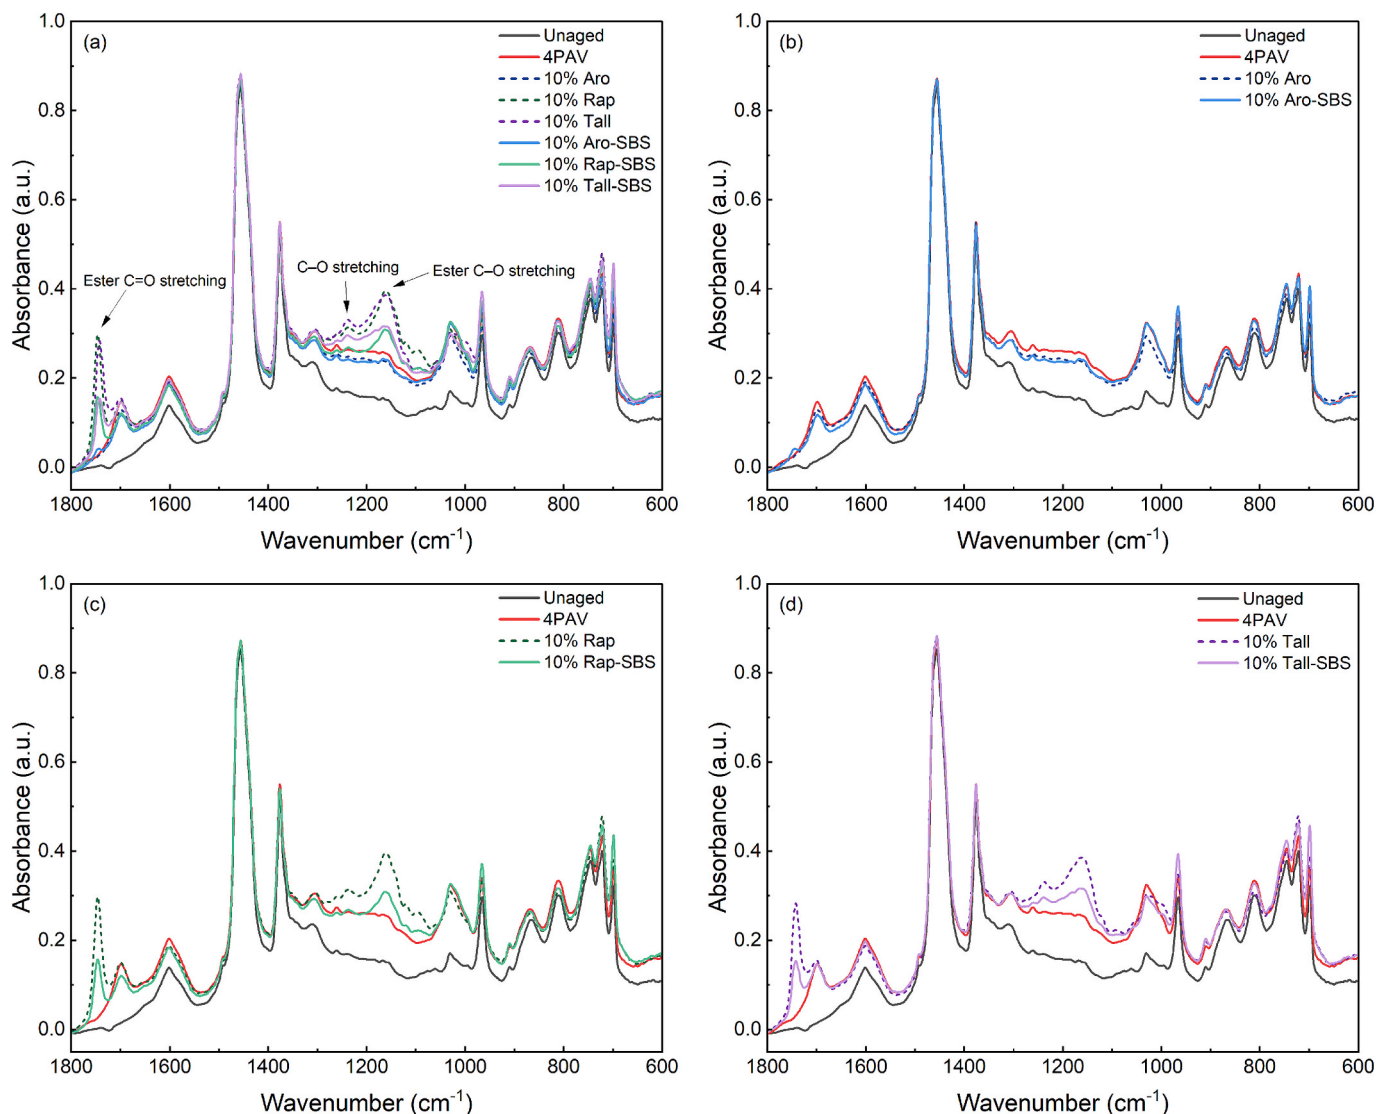 (a)
Unaged
4PAV
10% Aro
10% Rap
10% Tall
10% Aro-SBS
10% Rap-SBS
10% Tall-SBS
Ester C=O stretching
C–O stretching
Ester C–O stretching
1.0
0.8
0.6
0.4
0.2
0.0
Absorbance (a.u.)
1800 1600 1400 1200 1000 800 600
Wavenumber (cm⁻¹)
(b)
Unaged
4PAV
10% Aro
10% Aro-SBS
1.0
0.8
0.6
0.4
0.2
0.0
Absorbance (a.u.)
1800 1600 1400 1200 1000 800 600
Wavenumber (cm⁻¹)
(c)
Unaged
4PAV
10% Rap
10% Rap-SBS
1.0
0.8
0.6
0.4
0.2
0.0
Absorbance (a.u.)
1800 1600 1400 1200 1000 800 600
Wavenumber (cm⁻¹)
(d)
Unaged
4PAV
10% Tall
10% Tall-SBS
1.0
0.8
0.6
0.4
0.2
0.0
Absorbance (a.u.)
1800 1600 1400 1200 1000 800 600
Wavenumber (cm⁻¹)